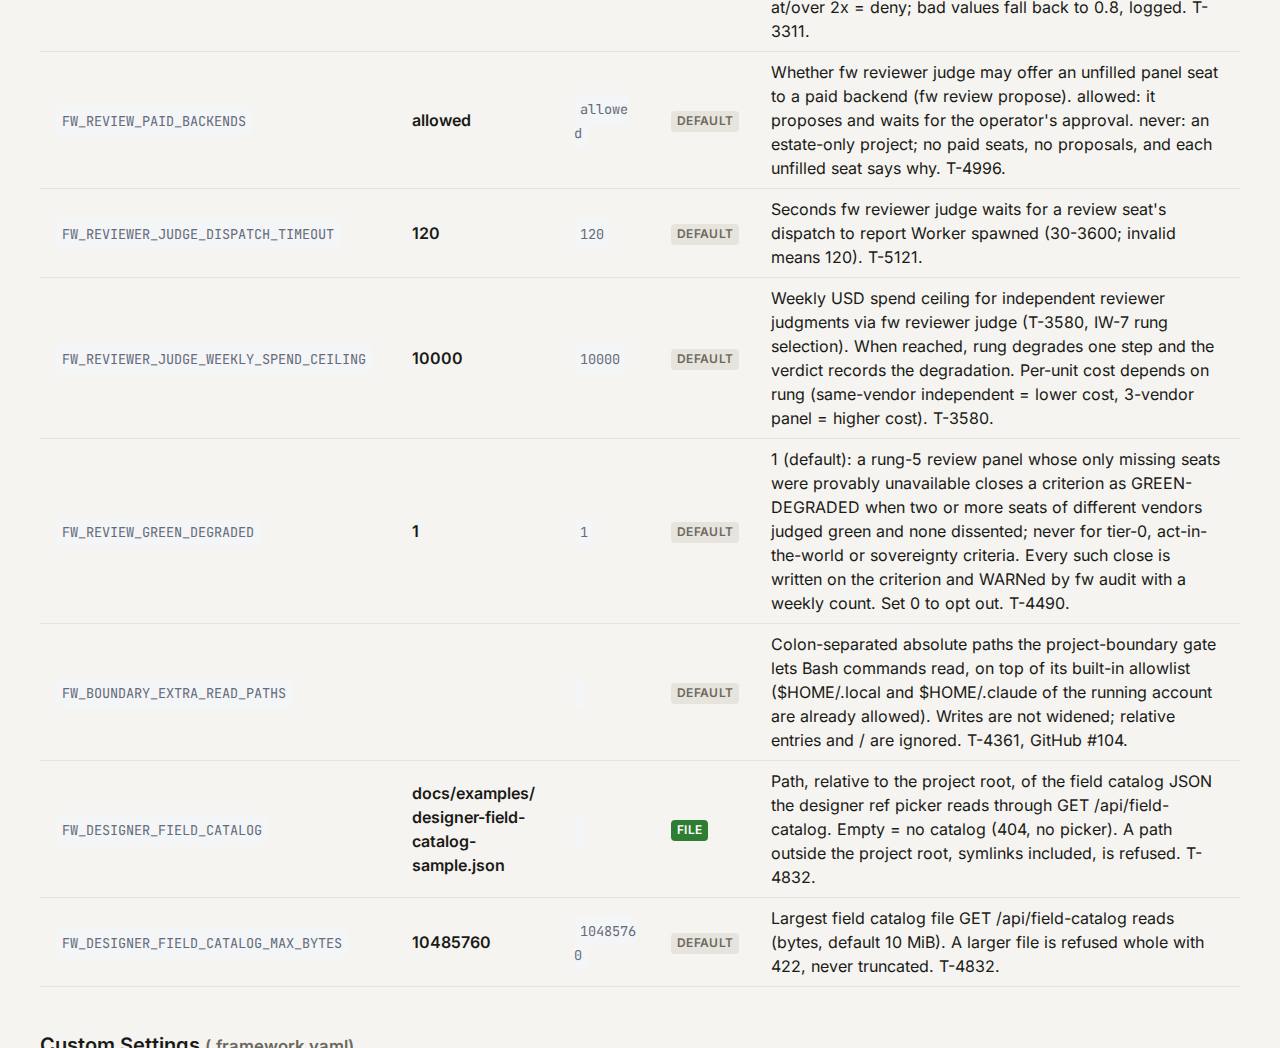 at/over 2x = deny; bad values fall back to 0.8, logged. T-
3311.
FW_REVIEW_PAID_BACKENDS
allowed
allowe
d
DEFAULT
Whether fw reviewer judge may offer an unfilled panel seat
to a paid backend (fw review propose). allowed: it
proposes and waits for the operator's approval. never: an
estate-only project; no paid seats, no proposals, and each
unfilled seat says why. T-4996.
FW_REVIEWER_JUDGE_DISPATCH_TIMEOUT
120
120
DEFAULT
Seconds fw reviewer judge waits for a review seat's
dispatch to report Worker spawned (30-3600; invalid
means 120). T-5121.
FW_REVIEWER_JUDGE_WEEKLY_SPEND_CEILING
10000
10000
DEFAULT
Weekly USD spend ceiling for independent reviewer
judgments via fw reviewer judge (T-3580, IW-7 rung
selection). When reached, rung degrades one step and the
verdict records the degradation. Per-unit cost depends on
rung (same-vendor independent = lower cost, 3-vendor
panel = higher cost). T-3580.
FW_REVIEW_GREEN_DEGRADED
1
1
DEFAULT
1 (default): a rung-5 review panel whose only missing seats
were provably unavailable closes a criterion as GREEN-
DEGRADED when two or more seats of different vendors
judged green and none dissented; never for tier-0, act-in-
the-world or sovereignty criteria. Every such close is
written on the criterion and WARNed by fw audit with a
weekly count. Set 0 to opt out. T-4490.
FW_BOUNDARY_EXTRA_READ_PATHS
DEFAULT
Colon-separated absolute paths the project-boundary gate
lets Bash commands read, on top of its built-in allowlist
($HOME/.local and $HOME/.claude of the running account
are already allowed). Writes are not widened; relative
entries and / are ignored. T-4361, GitHub #104.
FW_DESIGNER_FIELD_CATALOG
docs/examples/
designer-field-
catalog-
sample.json
FILE
Path, relative to the project root, of the field catalog JSON
the designer ref picker reads through GET /api/field-
catalog. Empty = no catalog (404, no picker). A path
outside the project root, symlinks included, is refused. T-
4832.
FW_DESIGNER_FIELD_CATALOG_MAX_BYTES
10485760
1048576
0
DEFAULT
Largest field catalog file GET /api/field-catalog reads
(bytes, default 10 MiB). A larger file is refused whole with
422, never truncated. T-4832.
Custom Settings (.framework.yaml)